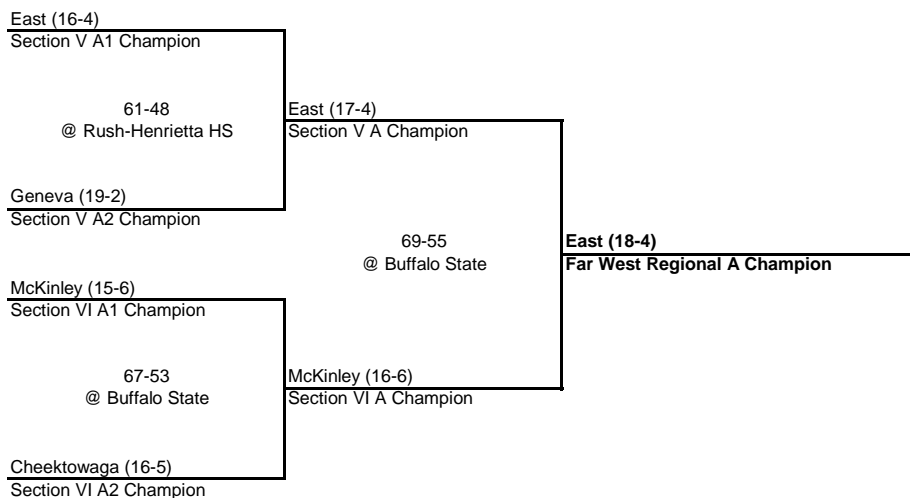 East (16-4)
Section V A1 Champion
61-48
@ Rush-Henrietta HS
East (17-4)
Section V A Champion
Geneva (19-2)
Section V A2 Champion
69-55
@ Buffalo State
East (18-4)
Far West Regional A Champion
McKinley (15-6)
Section VI A1 Champion
67-53
@ Buffalo State
McKinley (16-6)
Section VI A Champion
Cheektowaga (16-5)
Section VI A2 Champion